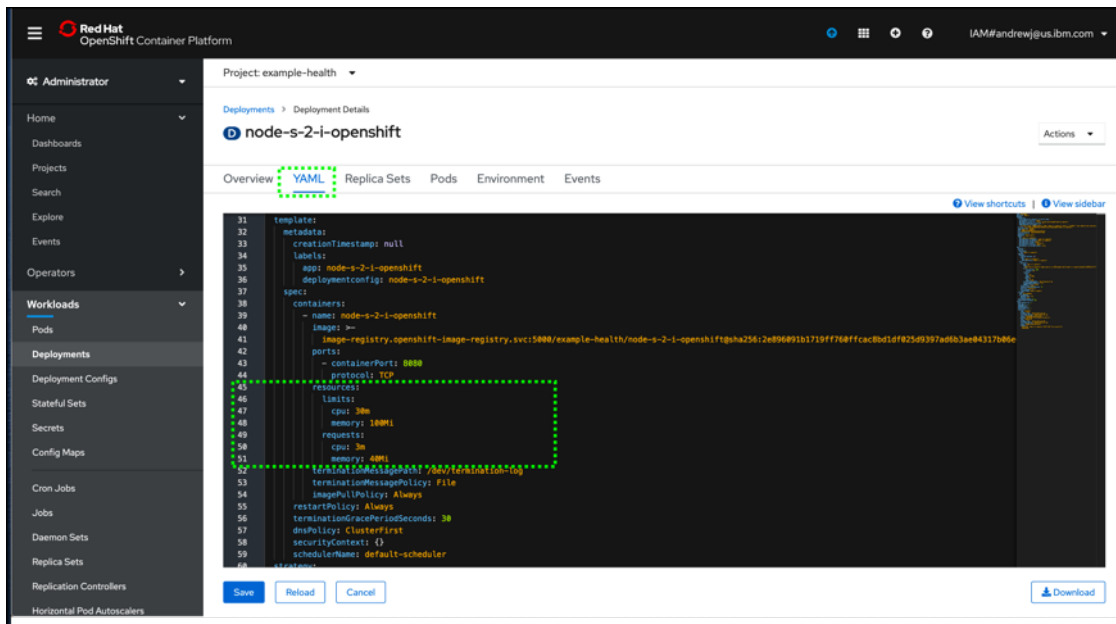 Red Hat
OpenShift Container Platform
IAM#andrewj@us.ibm.com
Administrator
Home
Dashboards
Projects
Search
Explore
Events
Operators
Workloads
Pods
Deployments
Deployment Configs
Stateful Sets
Secrets
Config Maps
Cron Jobs
Jobs
Daemon Sets
Replica Sets
Replication Controllers
Horizontal Pod Autoscalers
Project: example-health
Deployments > Deployment Details
D node-s-2-i-openshift
Actions
Overview YAML Replica Sets Pods Environment Events
View shortcuts | View sidebar
31 template:
32 metadata:
33 creationTimestamp: null
34 labels:
35 app: node-s-2-i-openshift
36 deploymentconfig: node-s-2-i-openshift
37 spec:
38 containers:
39 - name: node-s-2-i-openshift
40 image: >-
41 image-registry.openshift-image-registry.svc:5000/example-health/node-s-2-i-openshift@sha256:2e896091b1719ff760ffcac8bd1df025d9397ad6b3ae04317b06e
42 ports:
43 - containerPort: 8080
44 protocol: TCP
45 resources:
46 limits:
47 cpu: 30m
48 memory: 100Mi
49 requests:
50 cpu: 3m
51 memory: 40Mi
52 terminationMessagePath: /dev/termination-log
53 terminationMessagePolicy: File
54 imagePullPolicy: Always
55 restartPolicy: Always
56 terminationGracePeriodSeconds: 30
57 dnsPolicy: ClusterFirst
58 securityContext: {}
59 schedulerName: default-scheduler
60 strategy:
Save Reload Cancel Download